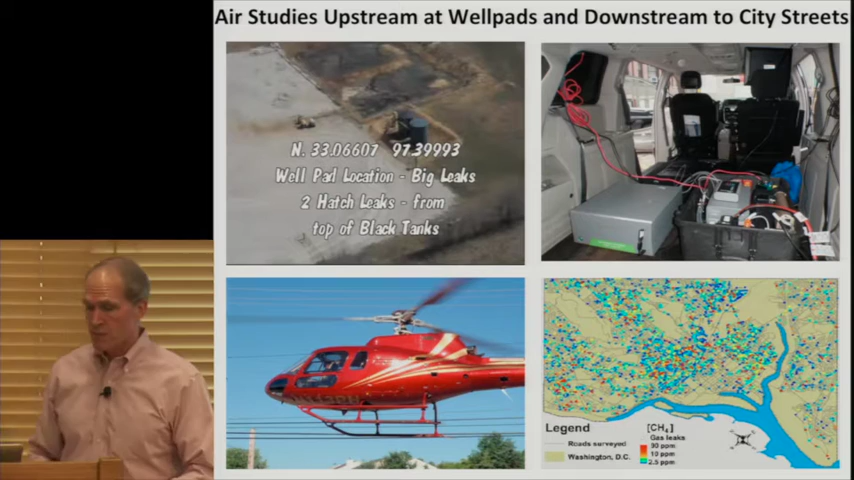 Air Studies Upstream at Wellpads and Downstream to City Streets
N. 33.06607 97.39993
Well Pad Location - Big Leaks
2 Hatch Leaks - from
top of Black Tanks
Legend
Roads surveyed
Washington, D.C.
[CH4]
Gas leaks
90 ppm
10 ppm
2.5 ppm